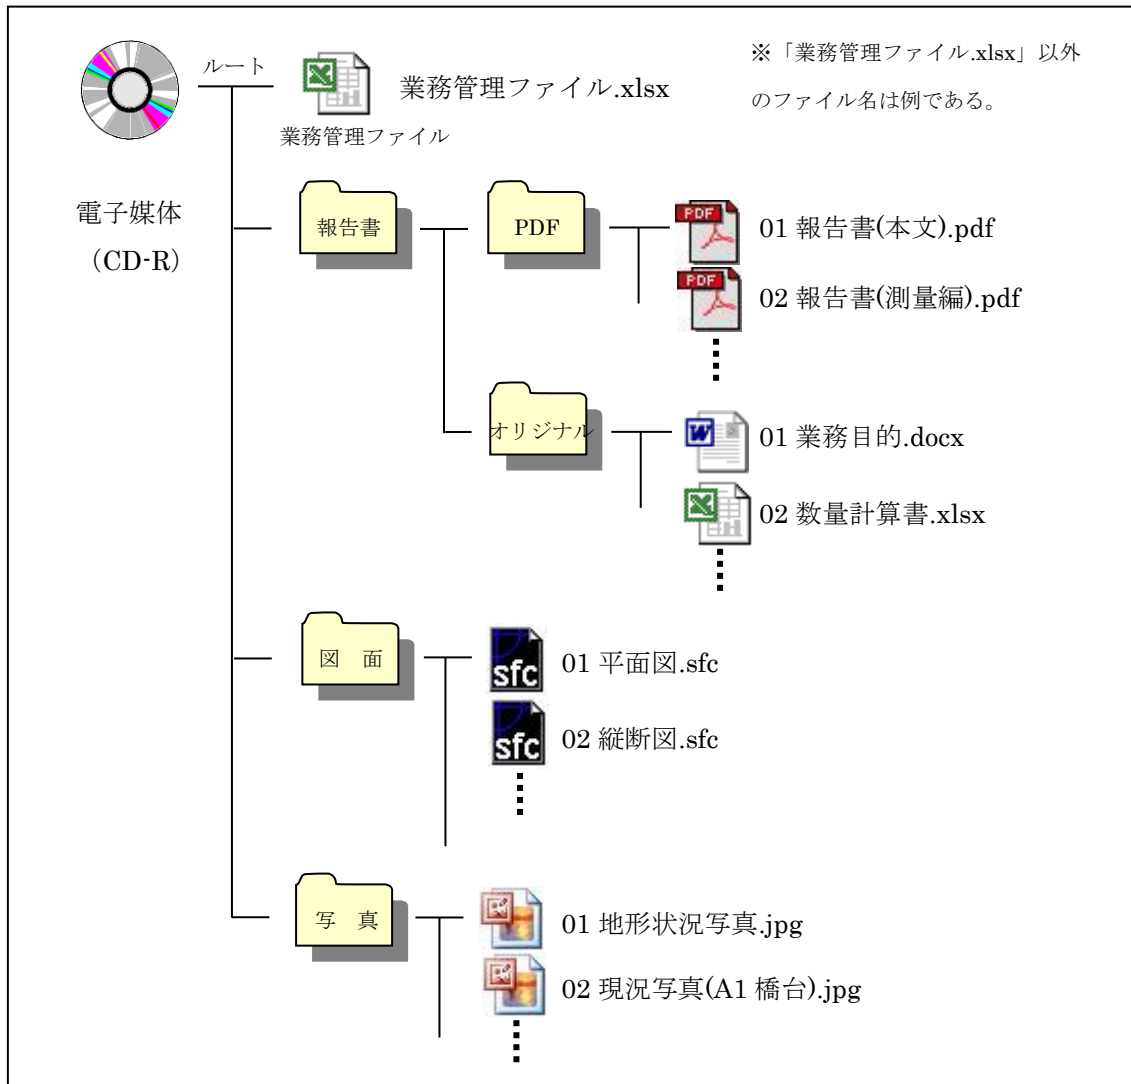 ルート
業務管理ファイル.xlsx
業務管理ファイル
※「業務管理ファイル.xlsx」以外
のファイル名は例である。
電子媒体
（CD-R）
報告書
PDF
PDF
01 報告書(本文).pdf
PDF
02 報告書(測量編).pdf
オリジナル
W
01 業務目的.docx
02 数量計算書.xlsx
図　面
sfc
01 平面図.sfc
sfc
02 縦断図.sfc
写　真
01 地形状況写真.jpg
02 現況写真(A1 橋台).jpg